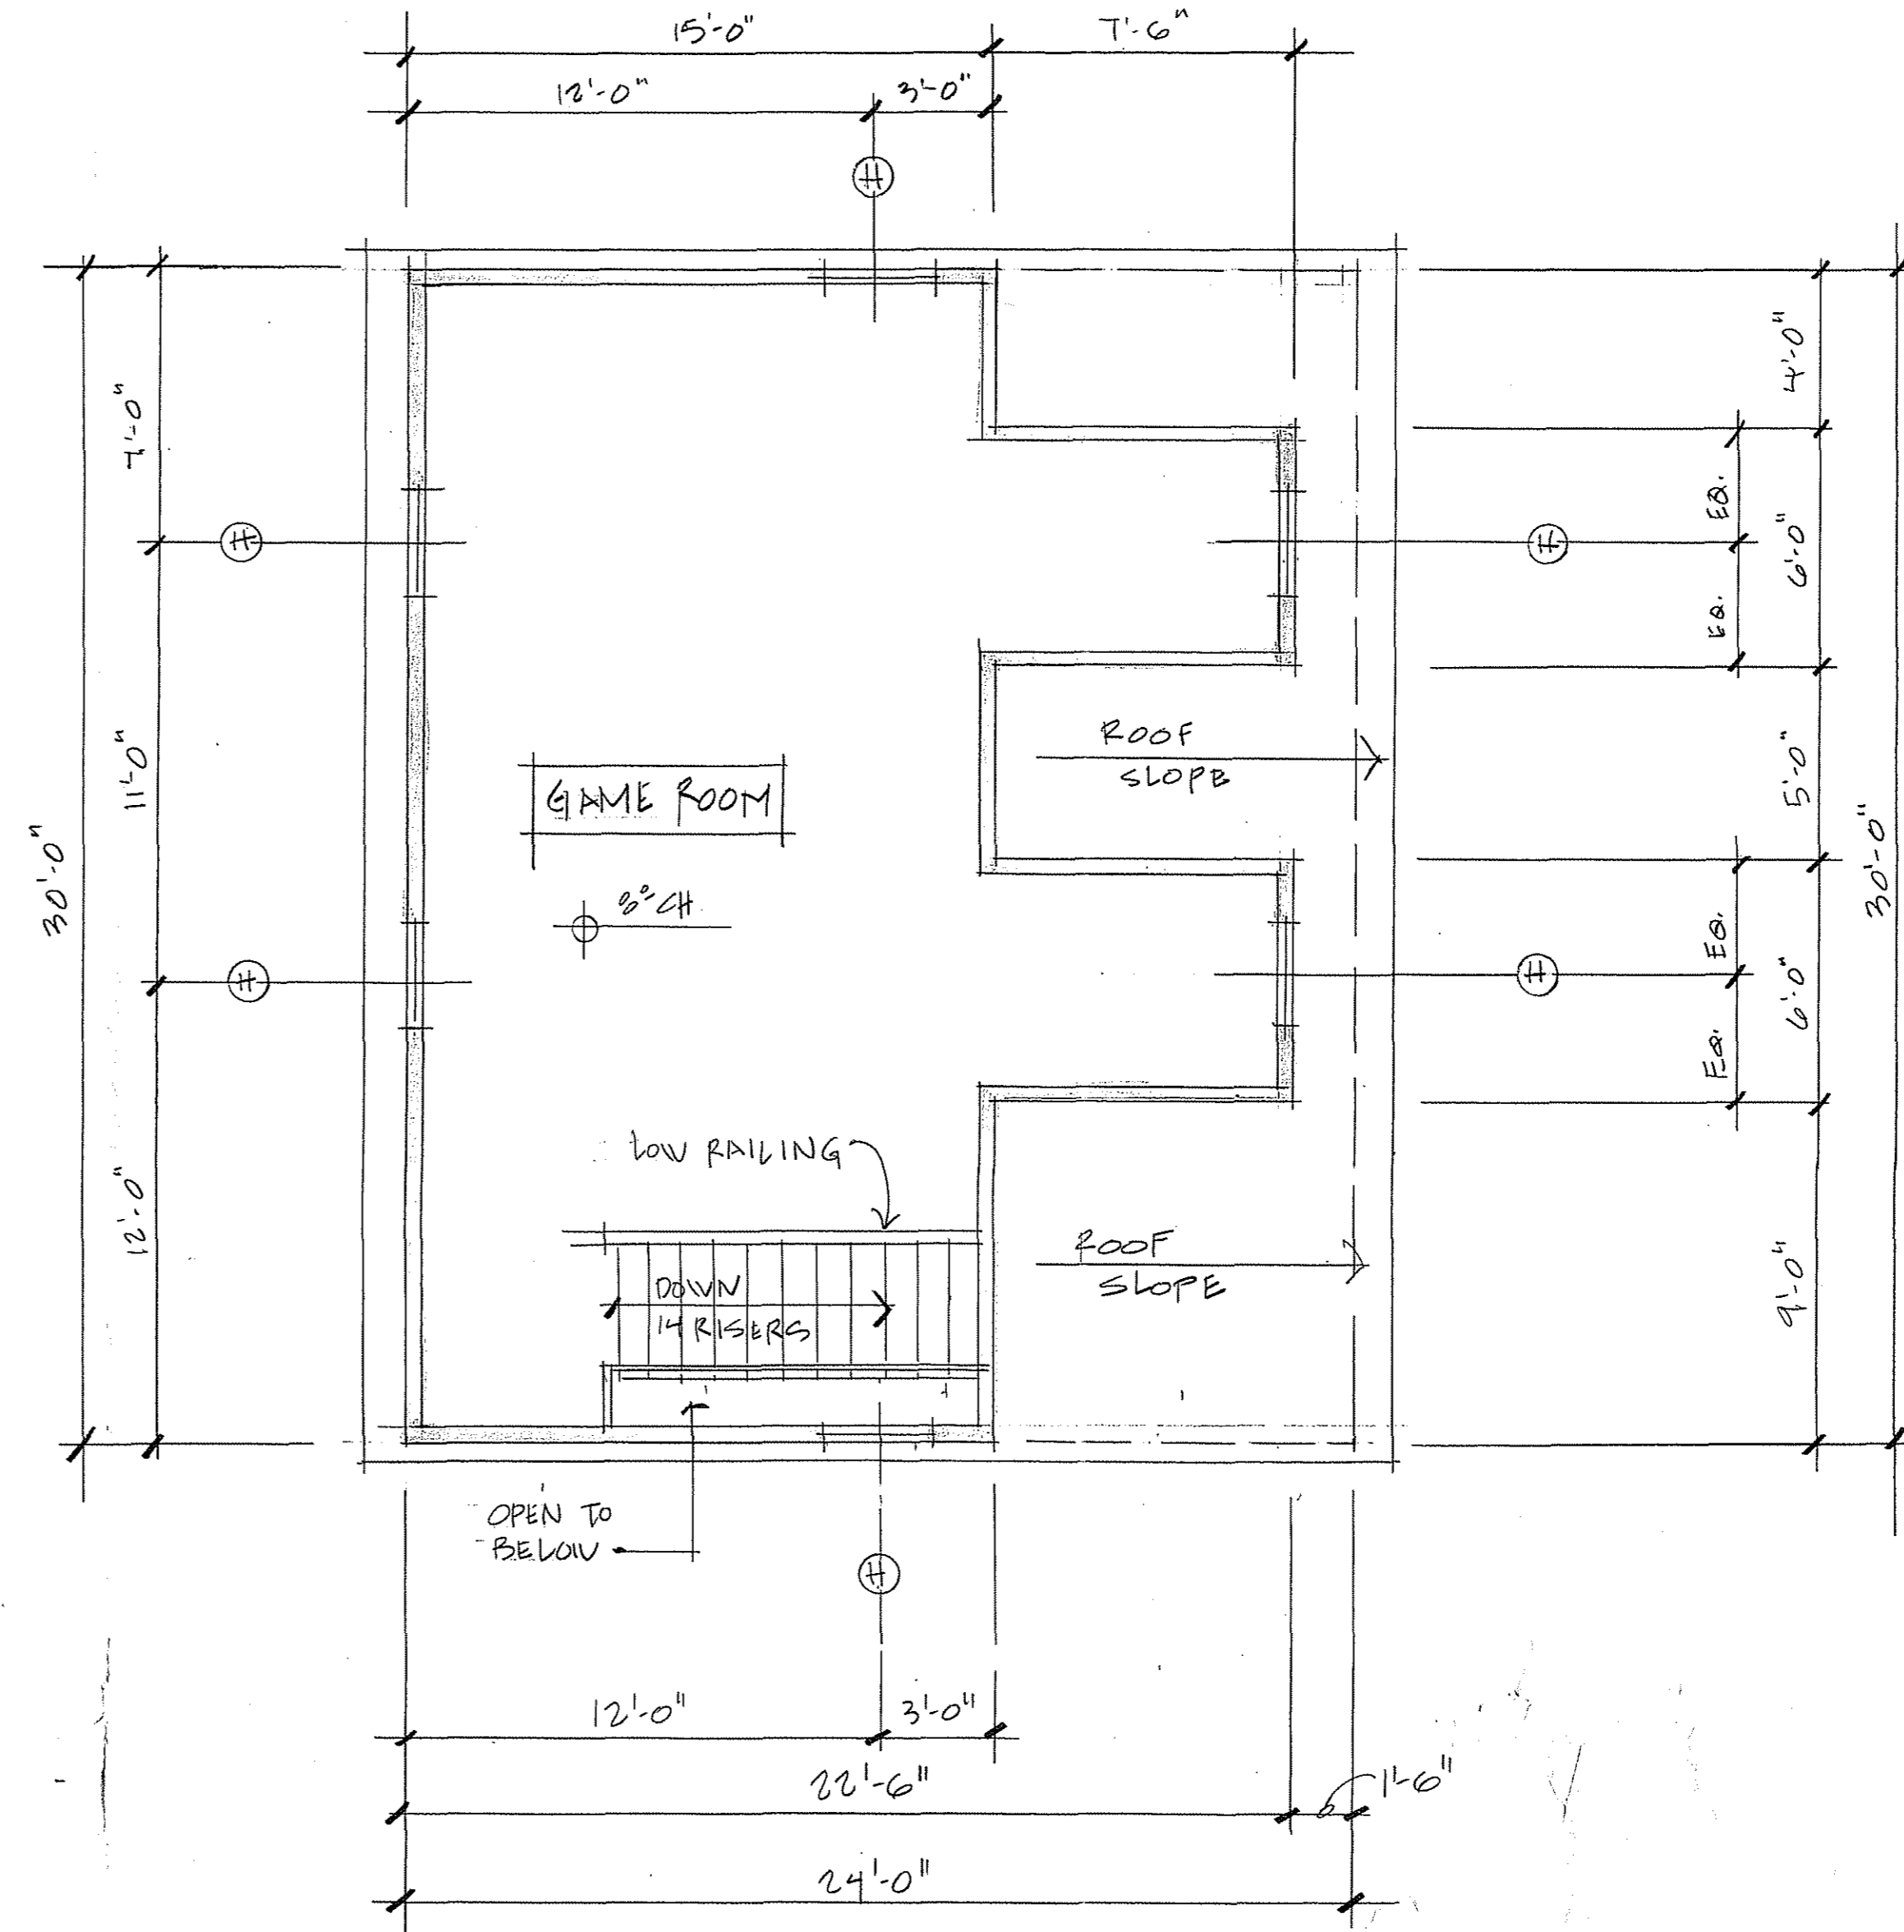 15'-0"
7'-6"
12'-0"
3'-0"
H
4'-0"
7'-0"
EQ.
H
H
6'-0"
EQ.
ROOF
SLOPE
11'-0"
GAME ROOM
5'-0"
30'-0"
30'-0"
8° CH
EQ.
H
H
6'-0"
EQ.
LOW RAILING
12'-0"
ROOF
SLOPE
9'-0"
DOWN
14 RISERS
OPEN TO
BELOW
H
12'-0"
3'-0"
22'-6"
1'-6"
24'-0"